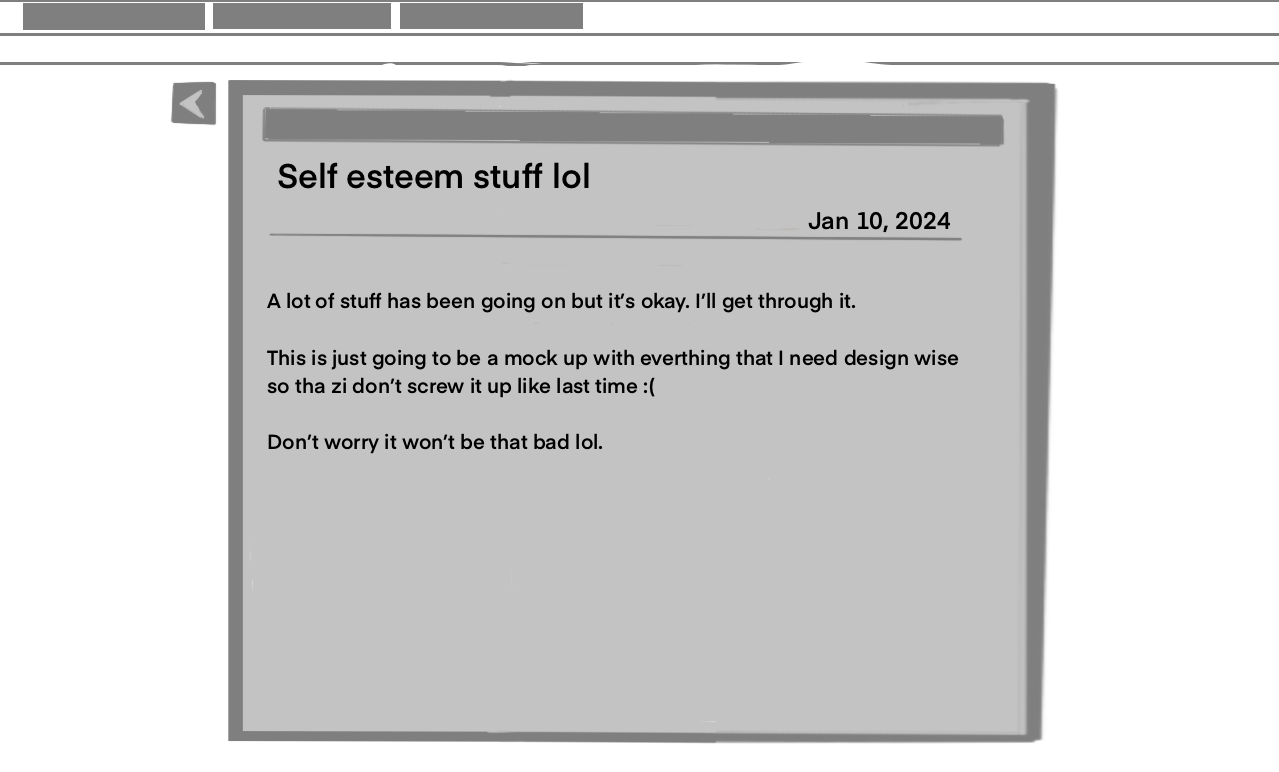 Self esteem stuff lol
Jan 10, 2024
A lot of stuff has been going on but it's okay. I'll get through it.
This is just going to be a mock up with everthing that I need design wise
so tha zi don't screw it up like last time :(
Don't worry it won't be that bad lol.